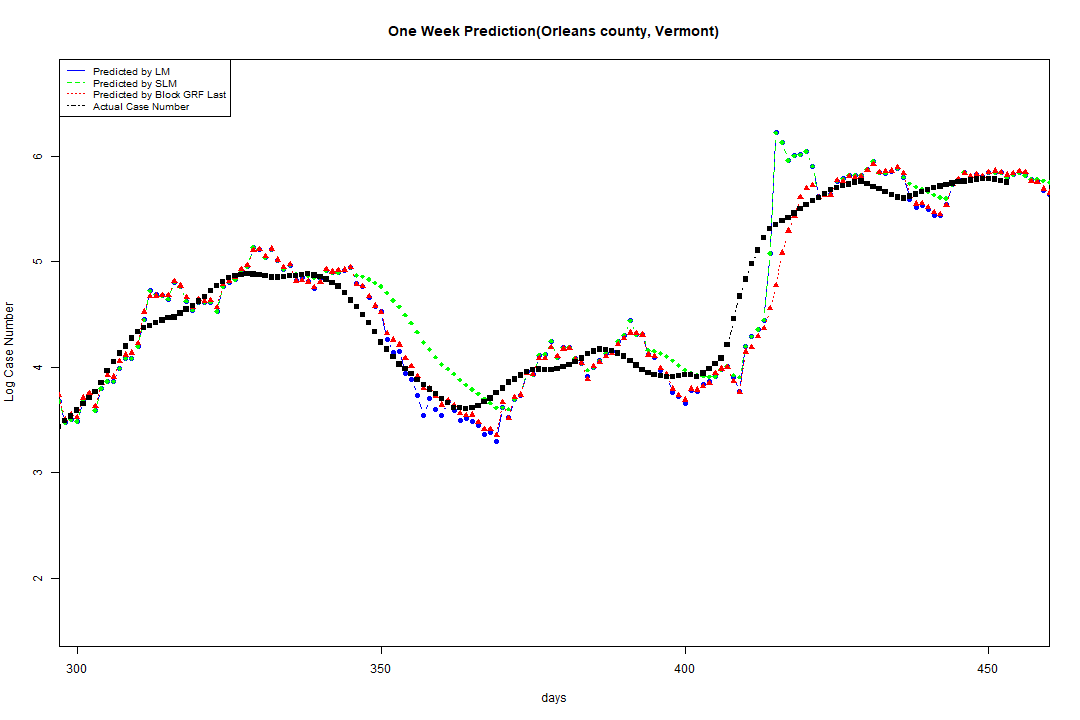 One Week Prediction(Orleans county, Vermont)
Predicted by LM
Predicted by SLM
Predicted by Block GRF Last
Actual Case Number
6
5
4
3
2
Log Case Number
300 350 400 450
days